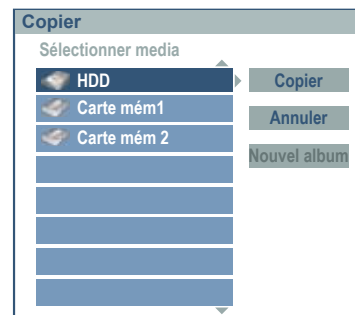 Copier
Sélectionner media
HDD
Carte mém1
Carte mém 2
Copier
Annuler
Nouvel album